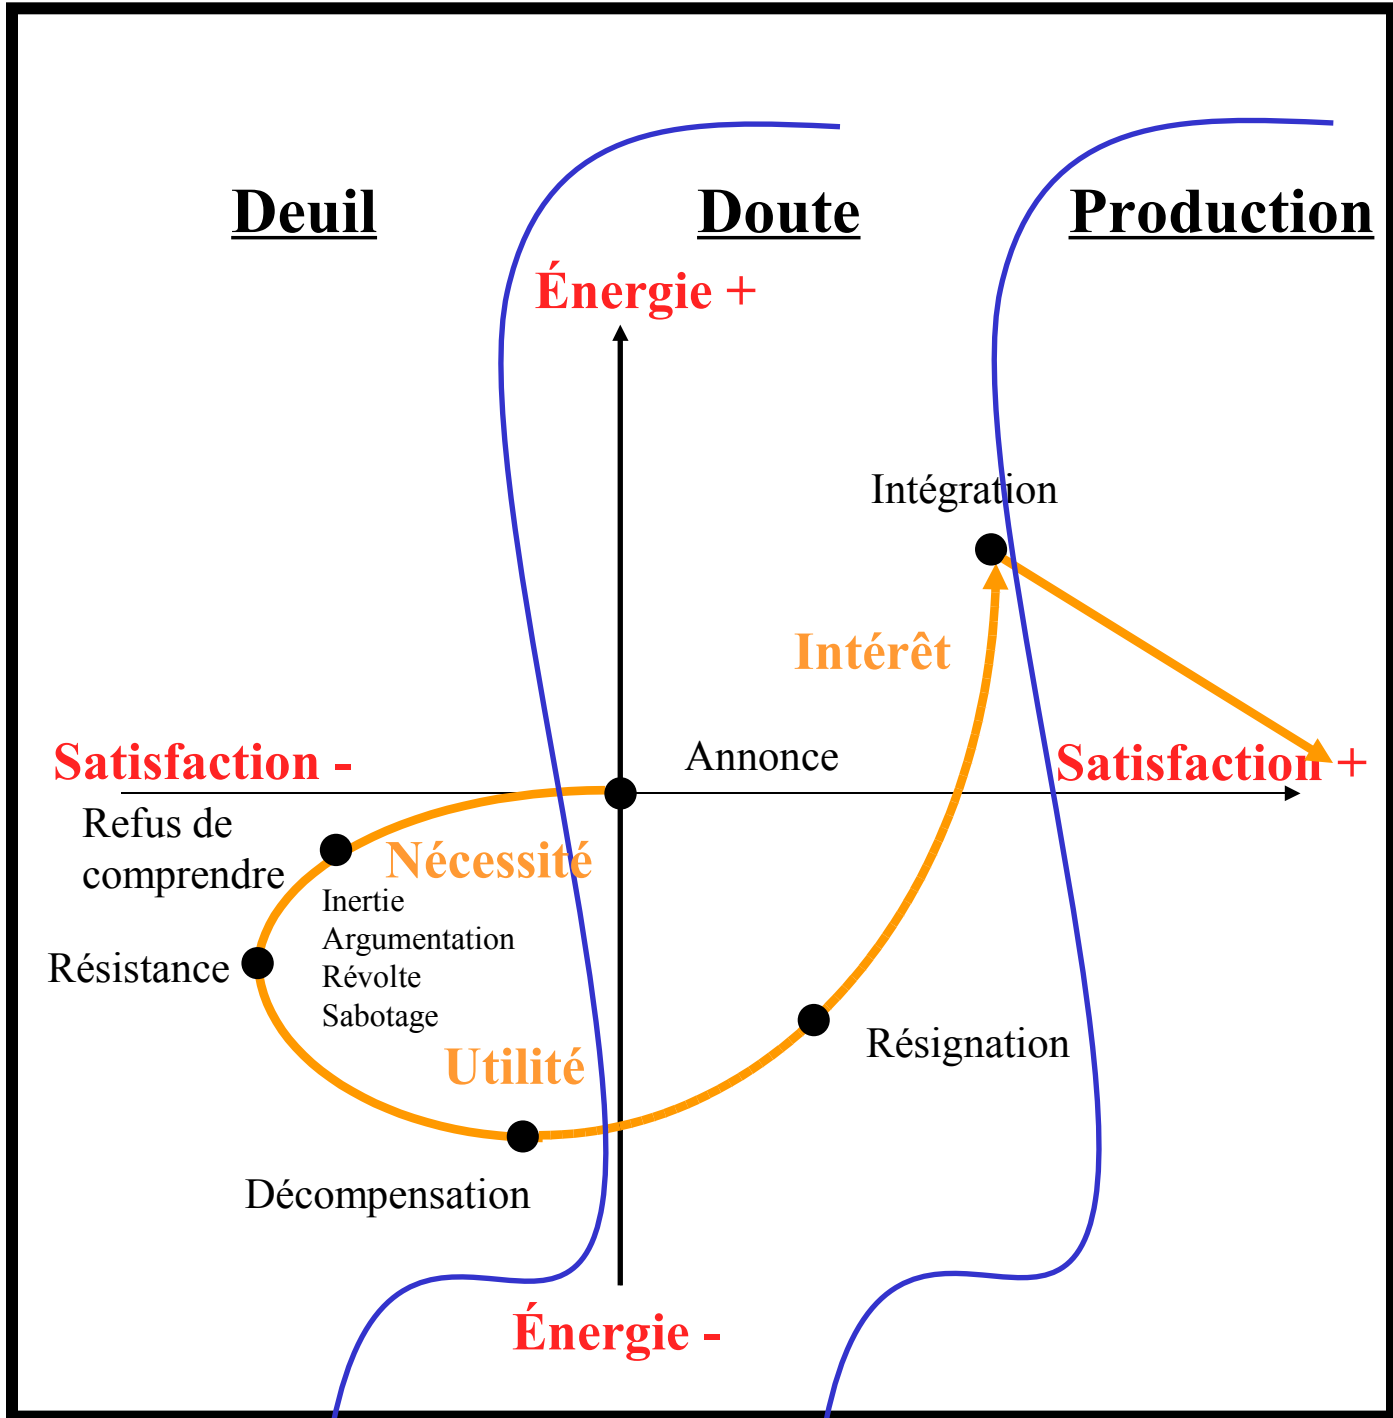 Deuil
Doute
Production
Énergie +
Intégration
Intérêt
Annonce
Satisfaction -
Satisfaction +
Refus de
comprendre
Nécessité
Inertie
Argumentation
Révolte
Sabotage
Résistance
Résignation
Utilité
Décompensation
Énergie -